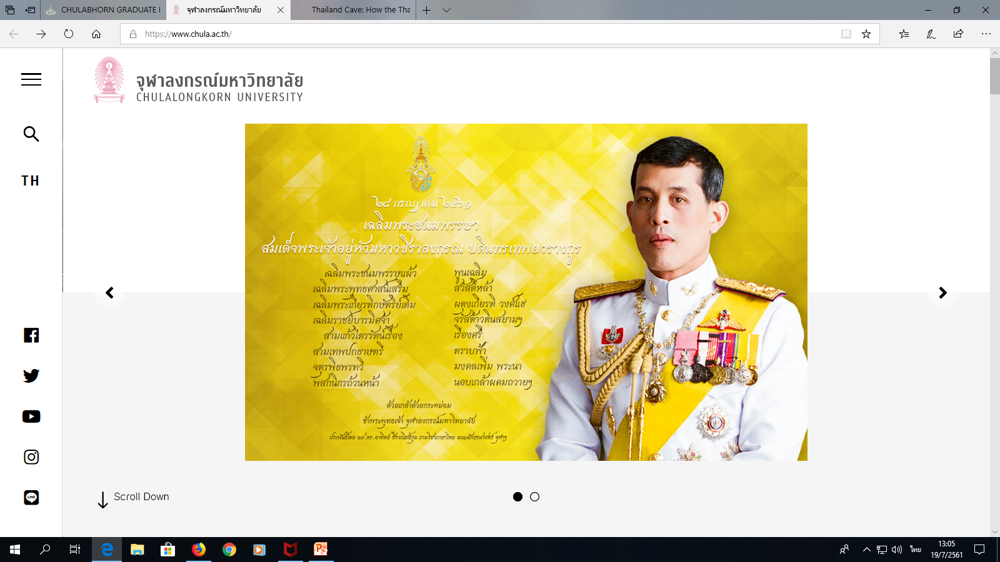 CHULABHORN GRADUATE I
จุฬาลงกรณ์มหาวิทยาลัย
Thailand Cave: How the Tha
https://www.chula.ac.th/
จุฬาลงกรณ์มหาวิทยาลัย
CHULALONGKORN UNIVERSITY
TH
๒๘ กรกฎาคม ๒๕๖๑
เฉลิมพระชนมพรรษา
สมเด็จพระเจ้าอยู่หัวมหาวชิราลงกรณ บดินทรเทพยวรางกูร
เฉลิมพระชนมพรรษแผ้ว พูนเฉลิม
เฉลิมพระพุทธศาสน์เสริม สวัสดิ์หล้า
เฉลิมพระเกียรติกษัตริย์เดิม ผดุงเกียรติ วงศ์แฮ
เฉลิมราชย์บารมีศจ้า จรัสด้าวดินสยามฯ
สามแก้วไตรรัตน์เรือง เรืองศรี
สามเทพปกธาษตรี ตราบฟ้า
จตุรพิธพรทวี มงคลเพิ่ม พระนา
พสกนิกรถ้วนหน้า นอบเกล้าผคมถวายฯ
ด้วยเกล้าด้วยกระหม่อม
ข้าพระพุทธเจ้า จุฬาลงกรณ์มหาวิทยาลัย
ประพันธ์โดย ผศ.ดร.อาทิตย์ ชีรวณิชย์กุล ภาควิชาภาษาไทย คณะอักษรศาสตร์ จุฬาฯ
LINE
Scroll Down
ไทย
13:05
19/7/2561